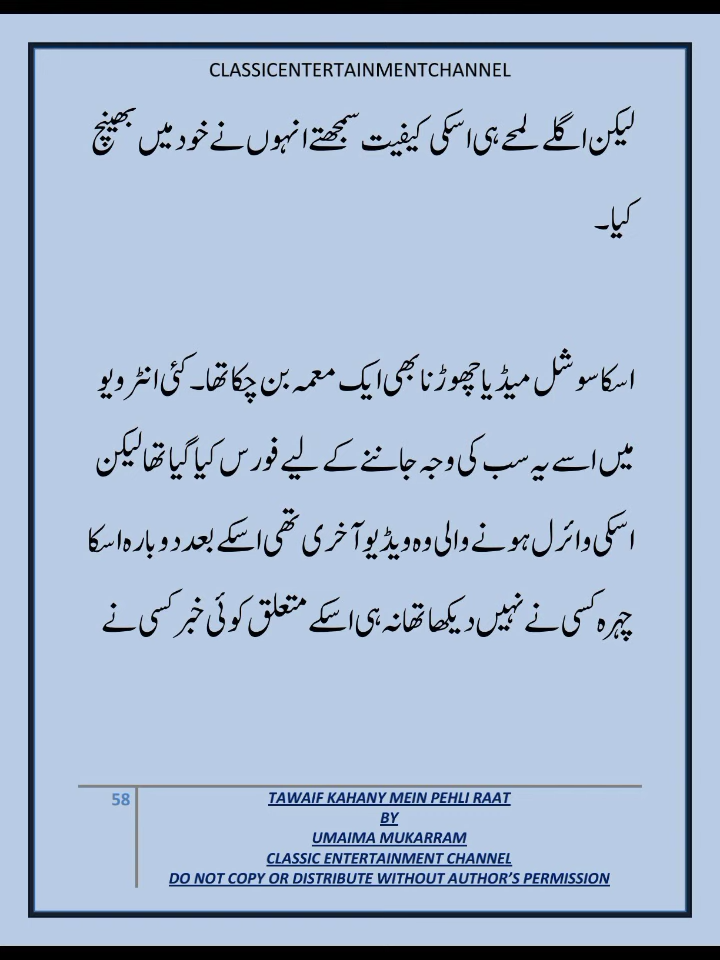 CLASSICENTERTAINMENTCHANNEL
لیکن اگلے لمحے ہی اسکی کیفیت سمجھتے انہوں نے خود میں بھینچ
کیا۔
اسکا سوشل میڈیا چھوڑنا بھی ایک معمہ بن چکا تھا۔ کئی انٹرویو
میں اسے یہ سب کی وجہ جاننے کے لیے فورس کیا گیا تھا لیکن
اسکی وائرل ہونے والی وہ ویڈیو آخری تھی اسکے بعد دوبارہ اسکا
چہرہ کسی نے نہیں دیکھا تھا نہ ہی اسکے متعلق کوئی خبر کسی نے
58
TAWAIF KAHANY MEIN PEHLI RAAT
BY
UMAIMA MUKARRAM
CLASSIC ENTERTAINMENT CHANNEL
DO NOT COPY OR DISTRIBUTE WITHOUT AUTHOR'S PERMISSION